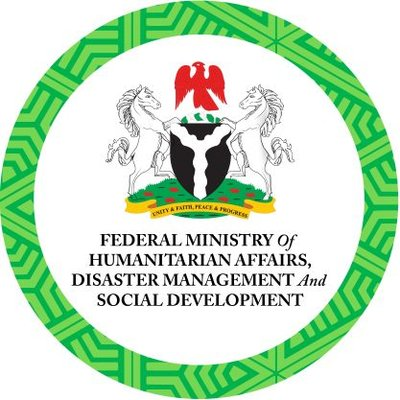 UNITY & FAITH, PEACE & PROGRESS
FEDERAL MINISTRY Of
HUMANITARIAN AFFAIRS,
DISASTER MANAGEMENT And
SOCIAL DEVELOPMENT